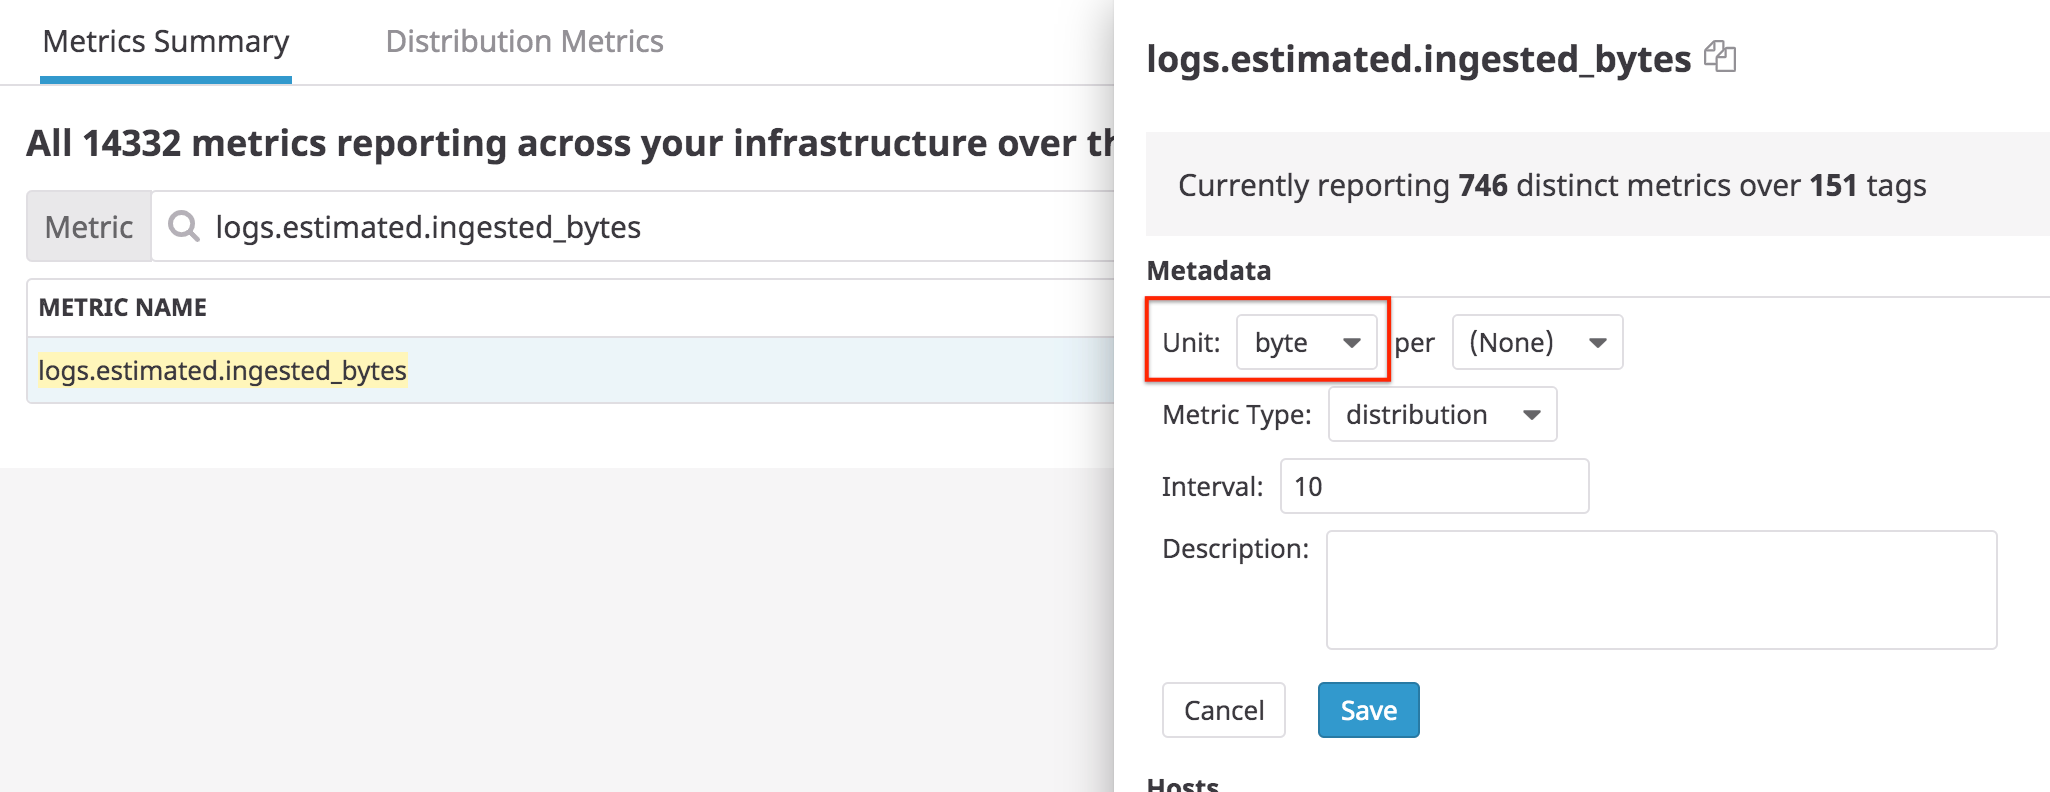 Metrics Summary
Distribution Metrics
All 14332 metrics reporting across your infrastructure over
Metric
logs.estimated.ingested_bytes
METRIC NAME
logs.estimated.ingested_bytes
logs.estimated.ingested_bytes
Currently reporting 746 distinct metrics over 151 tags
Metadata
Unit: byte per (None)
Metric Type: distribution
Interval: 10
Description:
Cancel Save
Hosts